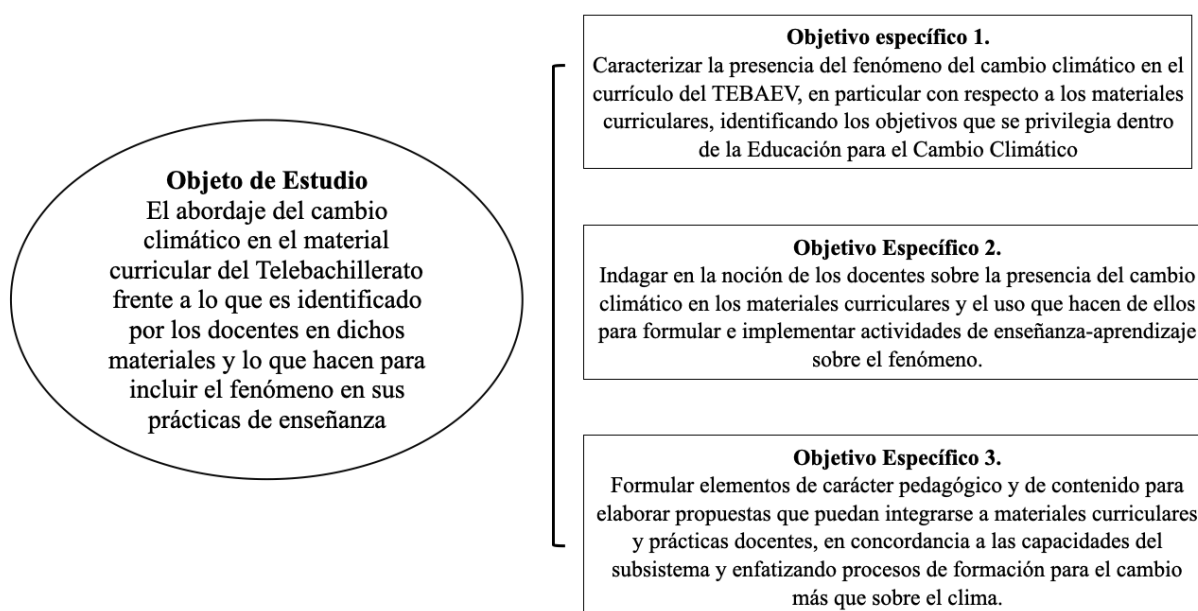 Objeto de Estudio
El abordaje del cambio
climático en el material
curricular del Telebachillerato
frente a lo que es identificado
por los docentes en dichos
materiales y lo que hacen para
incluir el fenómeno en sus
prácticas de enseñanza
Objetivo específico 1.
Caracterizar la presencia del fenómeno del cambio climático en el
currículo del TEBAEV, en particular con respecto a los materiales
curriculares, identificando los objetivos que se privilegia dentro
de la Educación para el Cambio Climático
Objetivo Específico 2.
Indagar en la noción de los docentes sobre la presencia del cambio
climático en los materiales curriculares y el uso que hacen de ellos
para formular e implementar actividades de enseñanza-aprendizaje
sobre el fenómeno.
Objetivo Específico 3.
Formular elementos de carácter pedagógico y de contenido para
elaborar propuestas que puedan integrarse a materiales curriculares
y prácticas docentes, en concordancia a las capacidades del
subsistema y enfatizando procesos de formación para el cambio
más que sobre el clima.